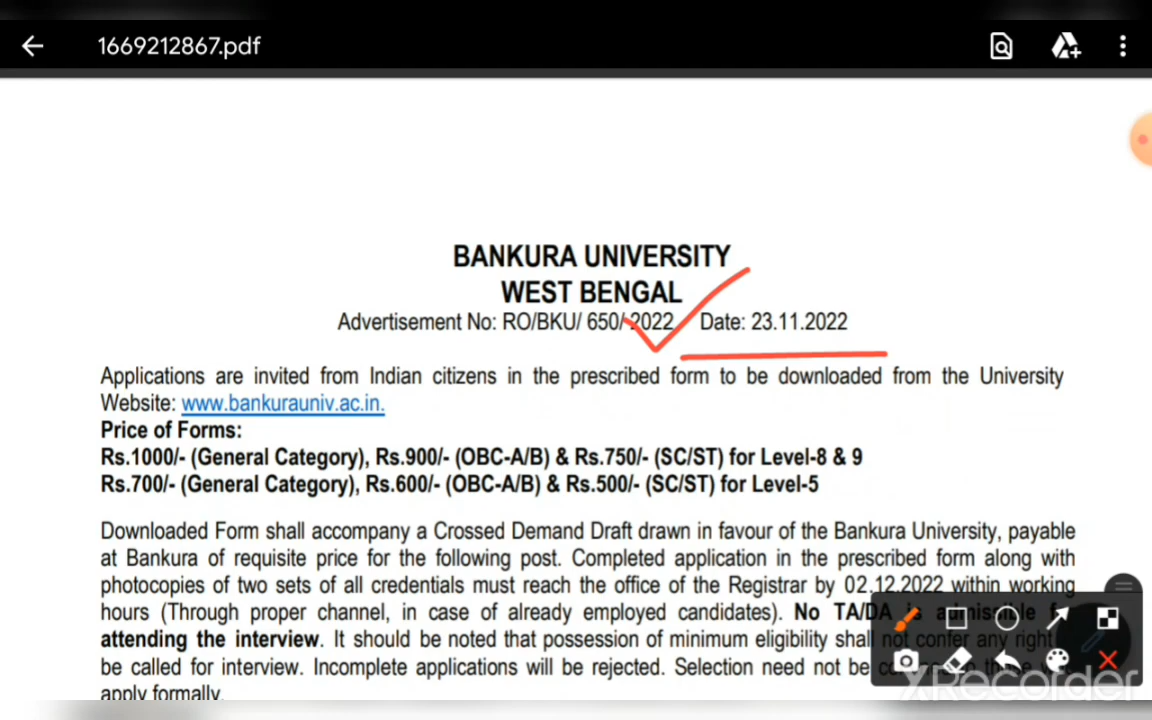 1669212867.pdf
BANKURA UNIVERSITY
WEST BENGAL
Advertisement No: RO/BKU/ 650/ 2022 Date: 23.11.2022
Applications are invited from Indian citizens in the prescribed form to be downloaded from the University
Website: www.bankurauniv.ac.in.
Price of Forms:
Rs.1000/- (General Category), Rs.900/- (OBC-A/B) & Rs.750/- (SC/ST) for Level-8 & 9
Rs.700/- (General Category), Rs.600/- (OBC-A/B) & Rs.500/- (SC/ST) for Level-5
Downloaded Form shall accompany a Crossed Demand Draft drawn in favour of the Bankura University, payable
at Bankura of requisite price for the following post. Completed application in the prescribed form along with
photocopies of two sets of all credentials must reach the office of the Registrar by 02.12.2022 within working
hours (Through proper channel, in case of already employed candidates). No TA/DA is admissible
attending the interview. It should be noted that possession of minimum eligibility shall not confer any right
be called for interview. Incomplete applications will be rejected. Selection need not be
apply formally.
XRecorder